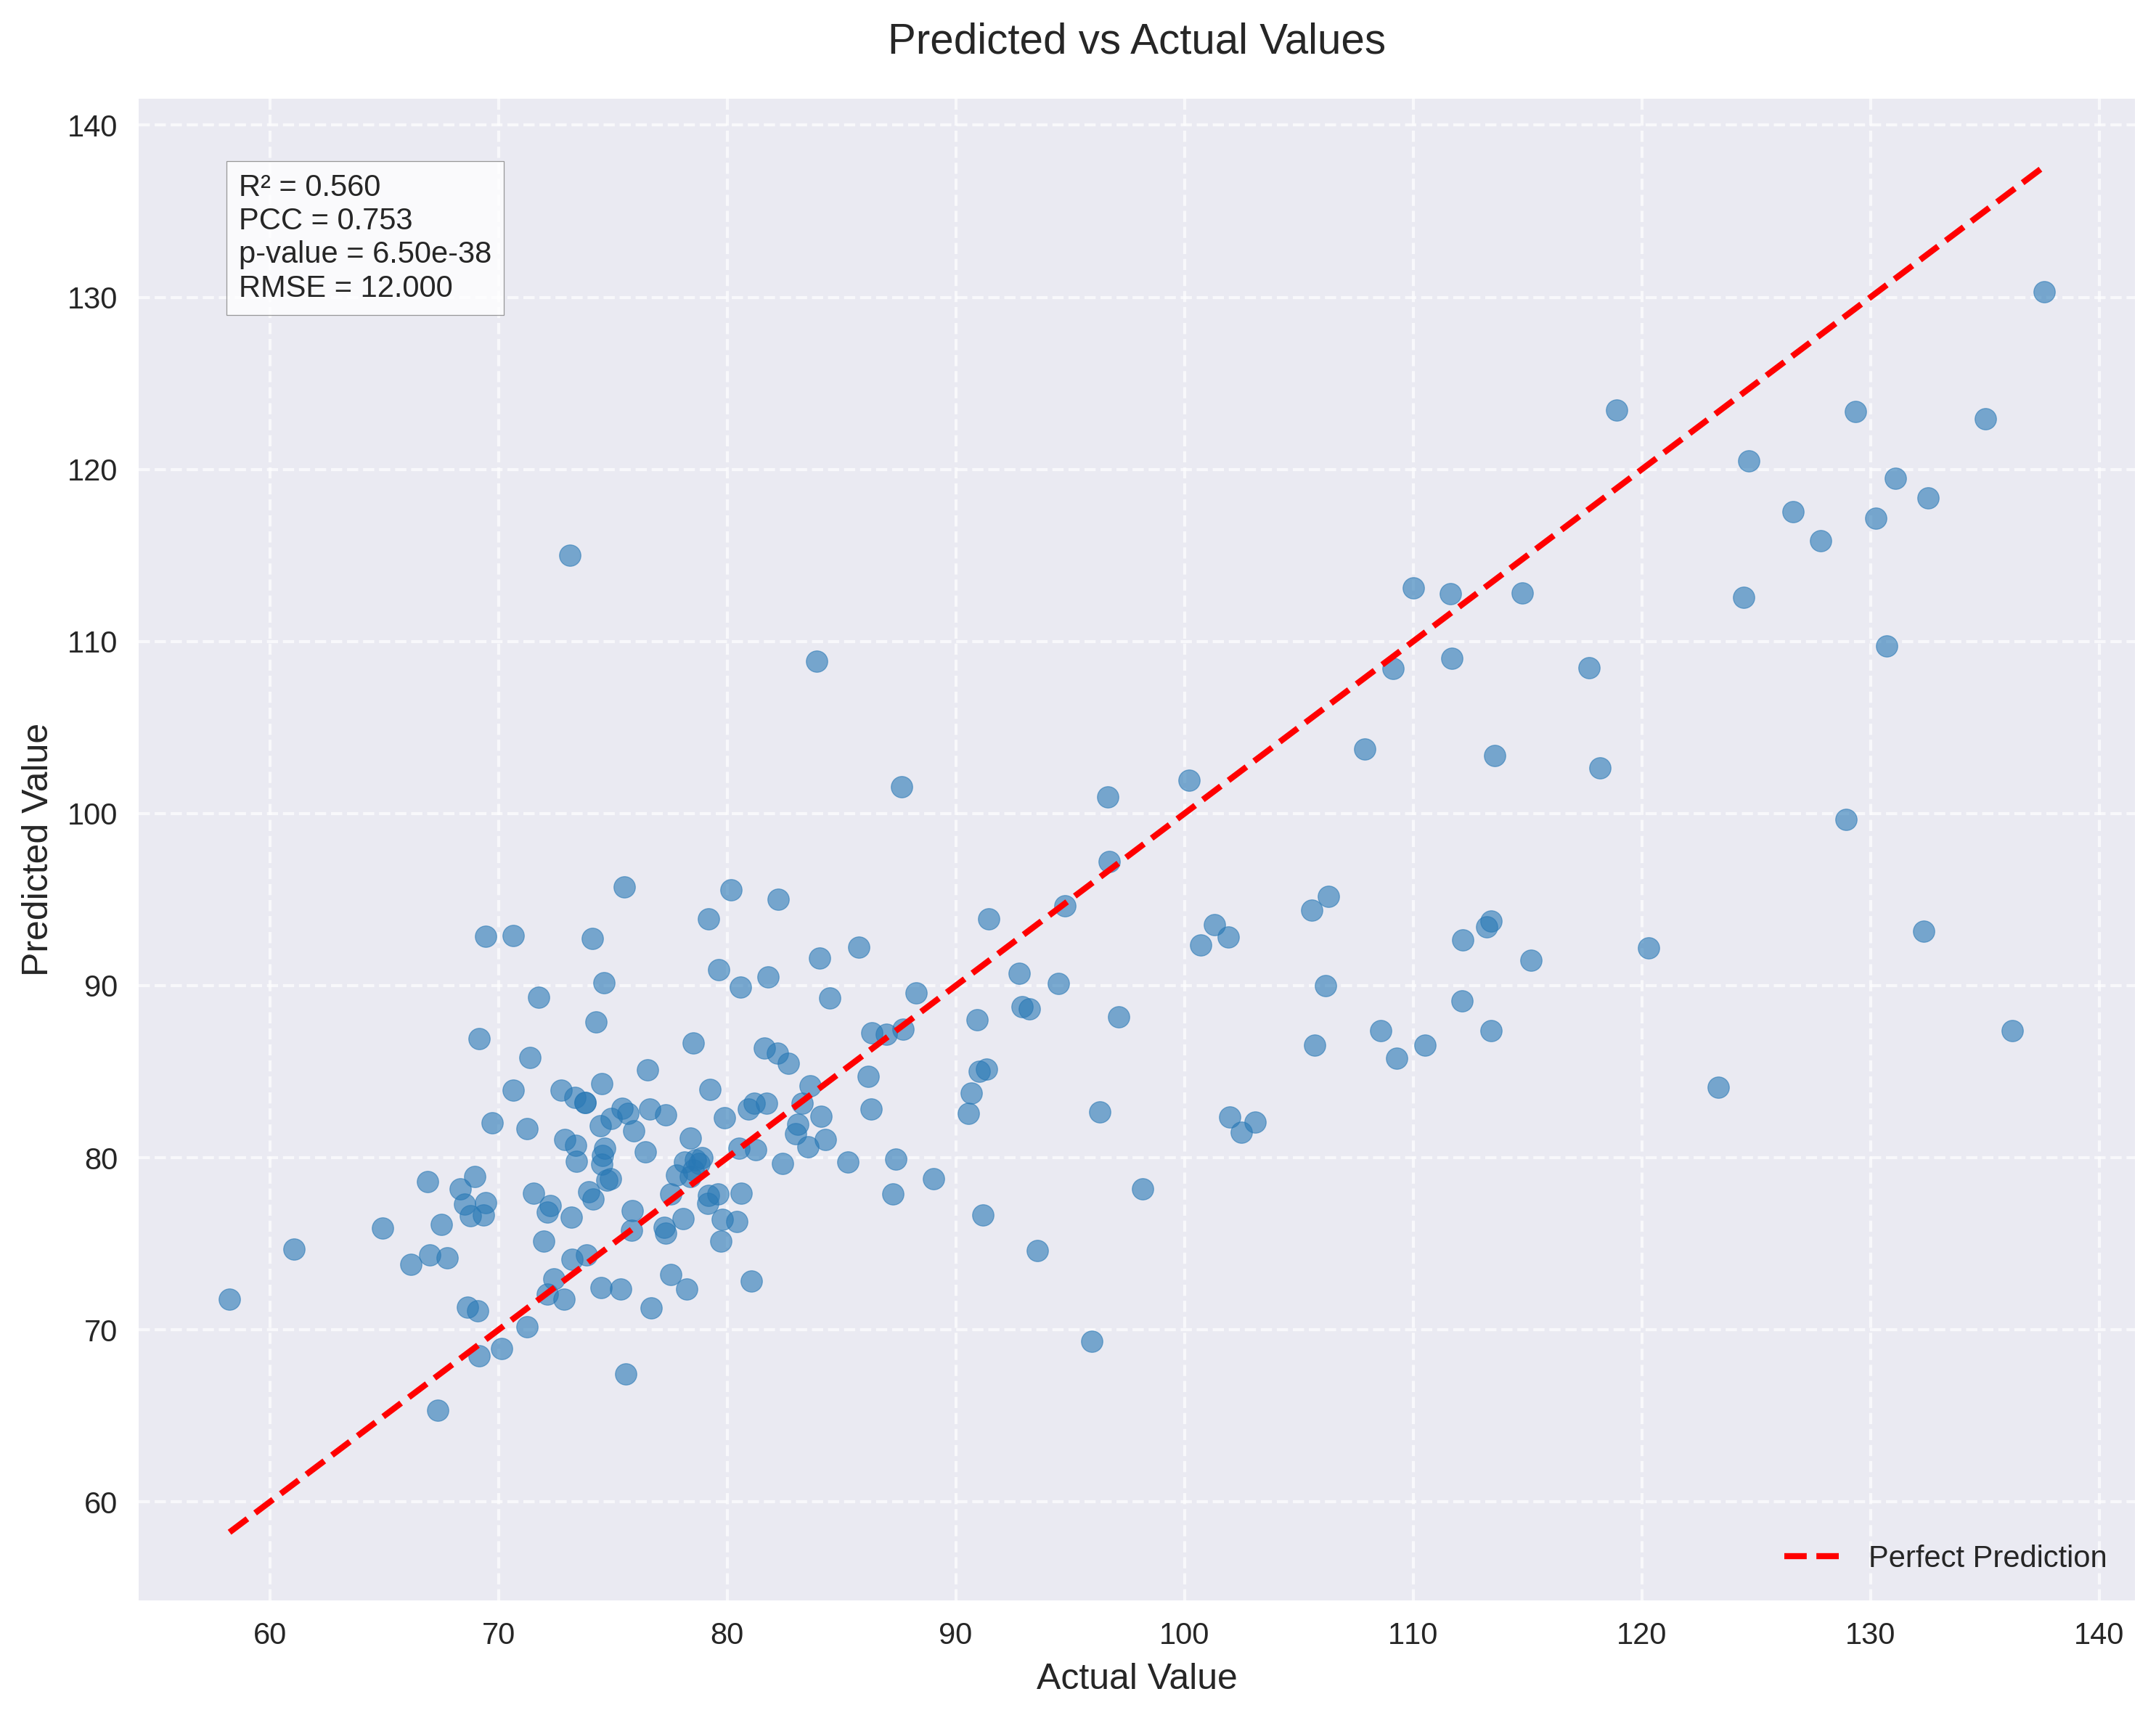 Predicted vs Actual Values
140
130
120
110
100
90
80
70
60
Predicted Value
R² = 0.560
PCC = 0.753
p-value = 6.50e-38
RMSE = 12.000
Perfect Prediction
60 70 80 90 100 110 120 130 140
Actual Value